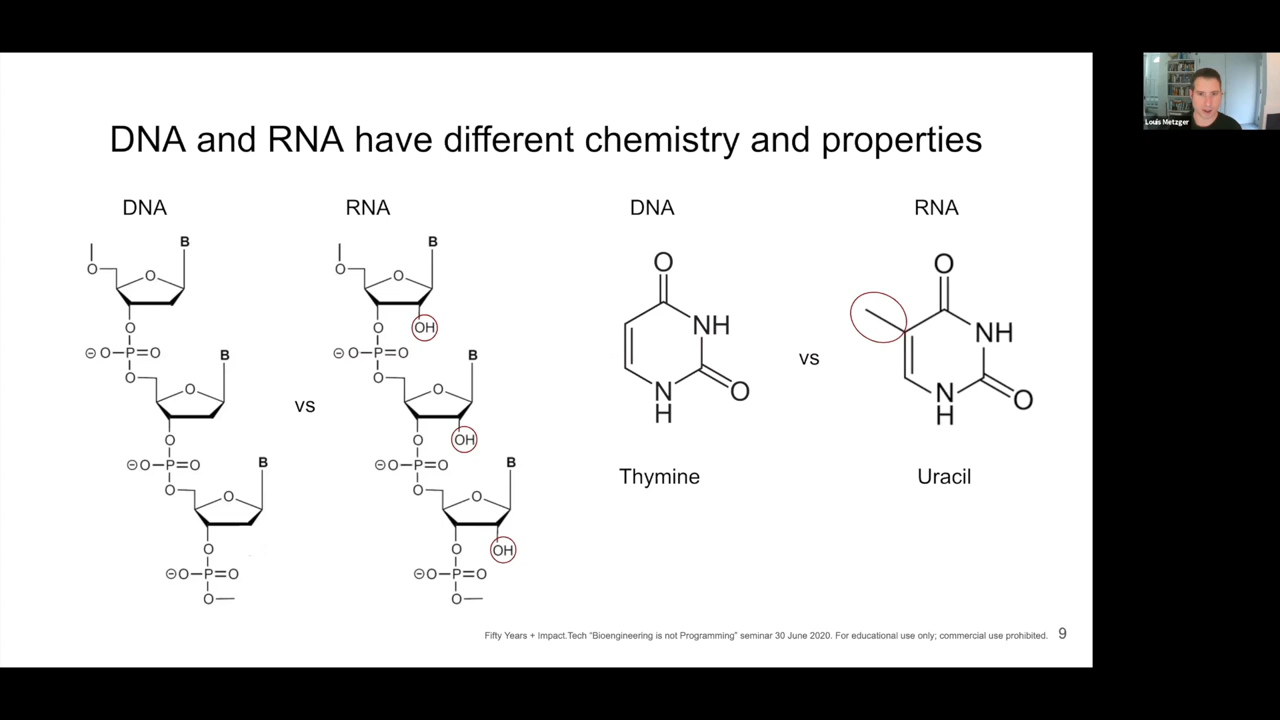 DNA and RNA have different chemistry and properties
DNA
RNA
DNA
RNA
B
O
O
O
⊖O–P=O
O
B
O
O
⊖O–P=O
O
B
O
O
⊖O–P=O
O
vs
B
O
O
OH
O
⊖O–P=O
O
B
O
OH
O
⊖O–P=O
O
B
O
OH
O
⊖O–P=O
O
O
NH
O
N
H
Thymine
vs
O
NH
O
N
H
Uracil
Fifty Years + Impact.Tech "Bioengineering is not Programming" seminar 30 June 2020. For educational use only; commercial use prohibited. 9
Louis Metzger